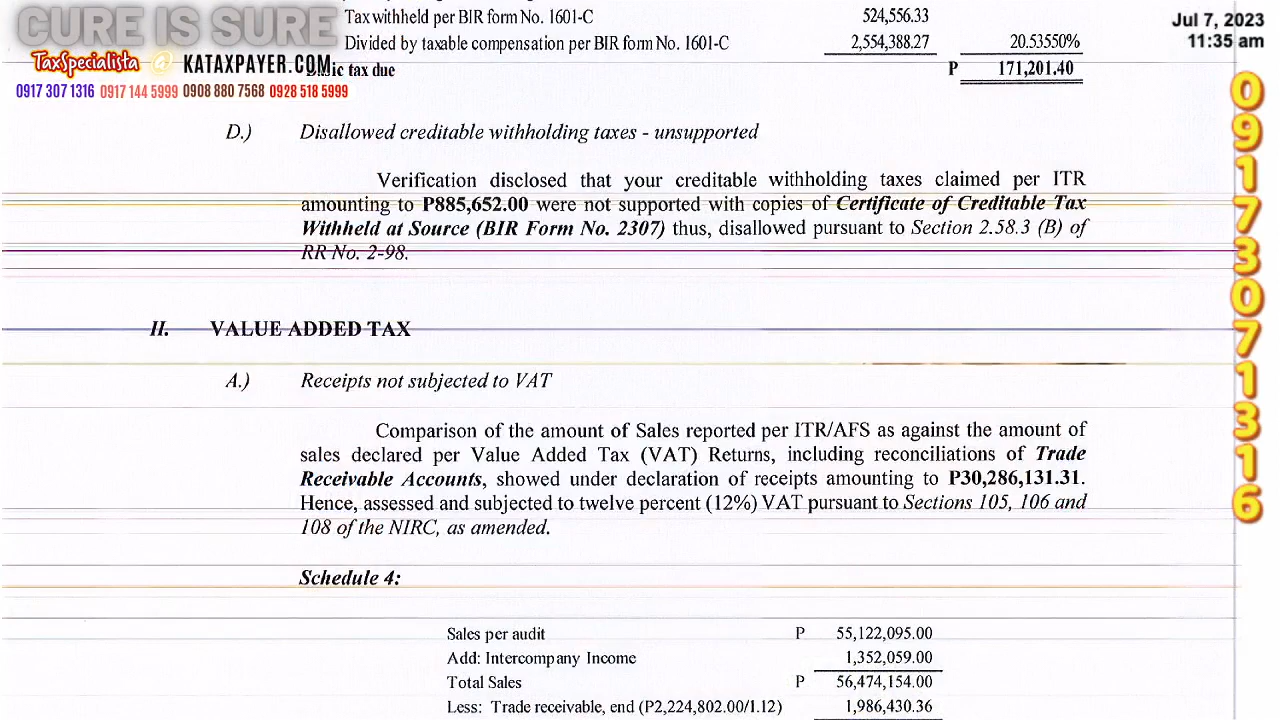 CURE IS SURE
TaxSpecialista @ KATAXPAYER.COM
0917 307 1316 0917 144 5999 0908 880 7568 0928 518 5999
Jul 7, 2023
11:35 am
09173071316
Tax withheld per BIR form No. 1601-C 524,556.33
Divided by taxable compensation per BIR form No. 1601-C 2,554,388.27 20.53550%
tax due P 171,201.40
D.) Disallowed creditable withholding taxes - unsupported
Verification disclosed that your creditable withholding taxes claimed per ITR
amounting to P885,652.00 were not supported with copies of Certificate of Creditable Tax
Withheld at Source (BIR Form No. 2307) thus, disallowed pursuant to Section 2.58.3 (B) of
RR No. 2-98.
II. VALUE ADDED TAX
A.) Receipts not subjected to VAT
Comparison of the amount of Sales reported per ITR/AFS as against the amount of
sales declared per Value Added Tax (VAT) Returns, including reconciliations of Trade
Receivable Accounts, showed under declaration of receipts amounting to P30,286,131.31.
Hence, assessed and subjected to twelve percent (12%) VAT pursuant to Sections 105, 106 and
108 of the NIRC, as amended.
Schedule 4:
Sales per audit P 55,122,095.00
Add: Intercompany Income 1,352,059.00
Total Sales P 56,474,154.00
Less: Trade receivable, end (P2,224,802.00/1.12) 1,986,430.36